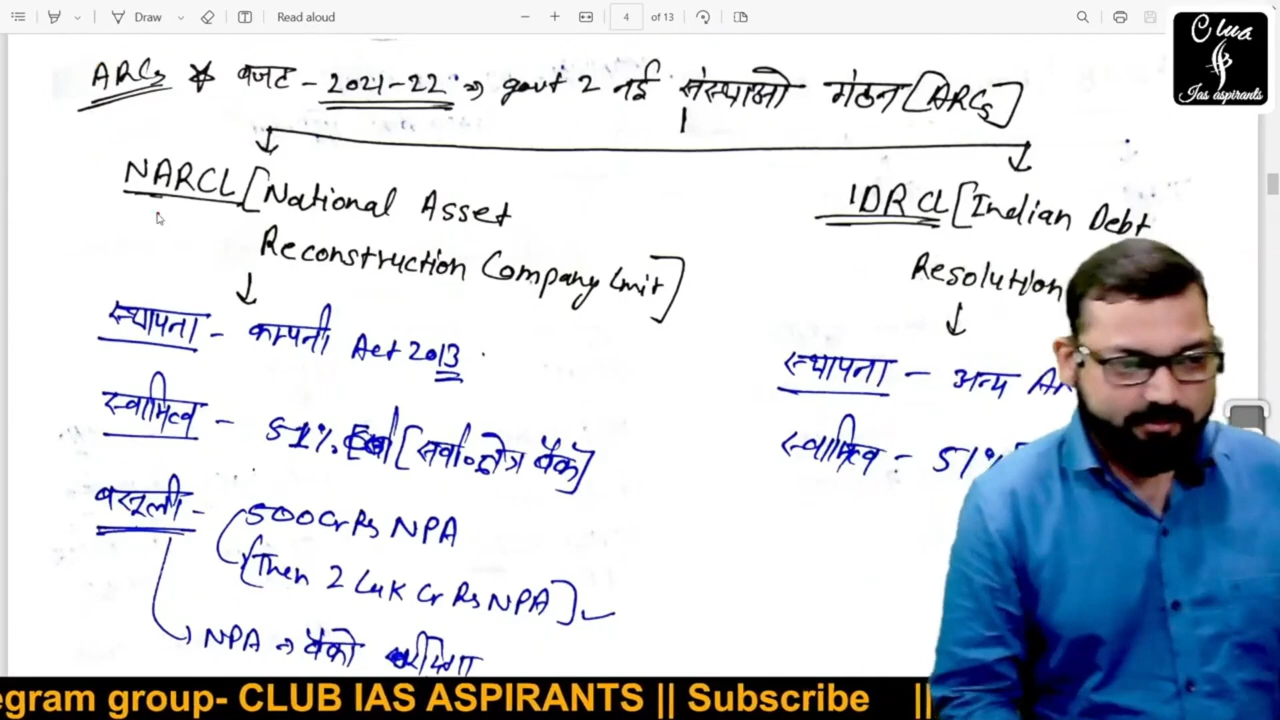 Draw
Read aloud
4
of 13
Club
Ias aspirants
ARCs * बजट - 2021-22 ⇒ govt 2 नई संस्थाओ गठन [ARCs]
NARCL [National Asset
Reconstruction Company Lmit]
IDRCL [Indian Debt
Resolution
स्थापना - कम्पनी Act 2013
स्वामित्व - 51% [सर्वा. क्षेत्र बैंक]
वसूली - 500 Cr Rs NPA
(Then 2 Lak Cr Rs NPA]
NPA ⇒ बैंको
स्थापना - अन्य
स्वामित्व - 51%
egram group- CLUB IAS ASPIRANTS || Subscribe ||